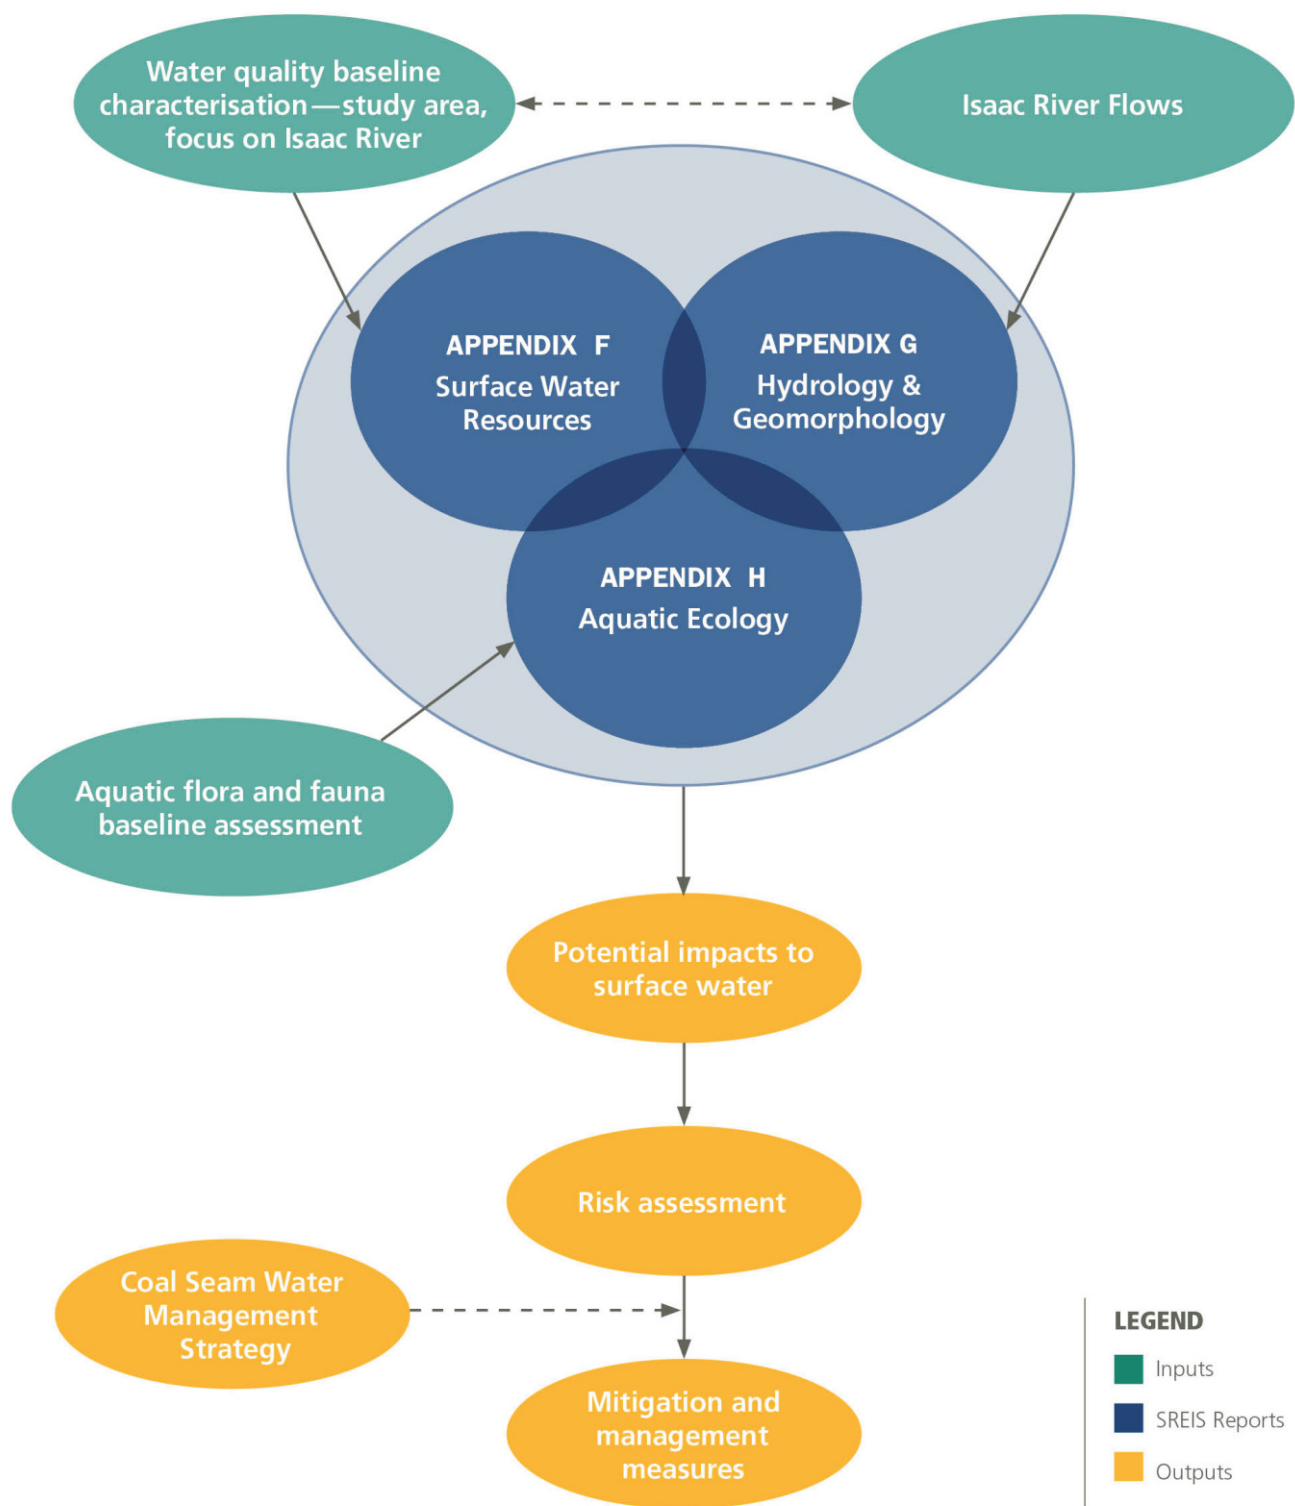 Water quality baseline
characterisation—study area,
focus on Isaac River
Isaac River Flows
APPENDIX F
Surface Water
Resources
APPENDIX G
Hydrology &
Geomorphology
APPENDIX H
Aquatic Ecology
Aquatic flora and fauna
baseline assessment
Potential impacts to
surface water
Risk assessment
Coal Seam Water
Management
Strategy
Mitigation and
management
measures
LEGEND
Inputs
SREIS Reports
Outputs